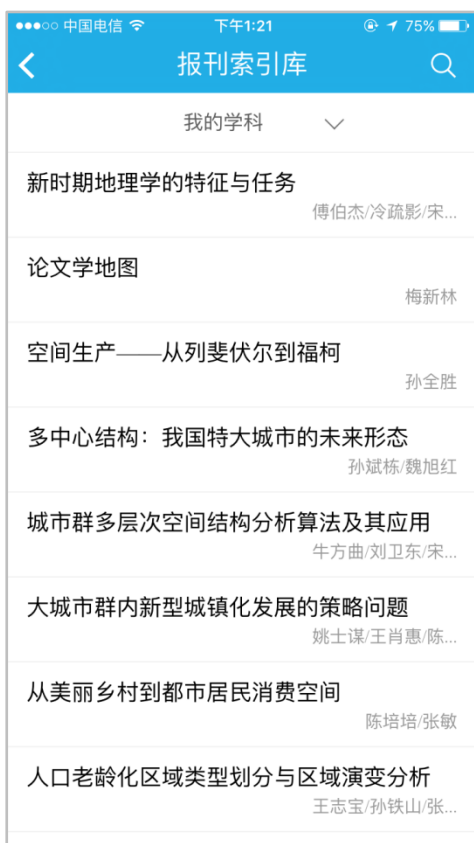 中国电信 下午1:21 75%
报刊索引库
我的学科
新时期地理学的特征与任务
傅伯杰/冷疏影/宋...
论文学地图
梅新林
空间生产——从列斐伏尔到福柯
孙全胜
多中心结构：我国特大城市的未来形态
孙斌栋/魏旭红
城市群多层次空间结构分析算法及其应用
牛方曲/刘卫东/宋...
大城市群内新型城镇化发展的策略问题
姚士谋/王肖惠/陈...
从美丽乡村到都市居民消费空间
陈培培/张敏
人口老龄化区域类型划分与区域演变分析
王志宝/孙铁山/张...